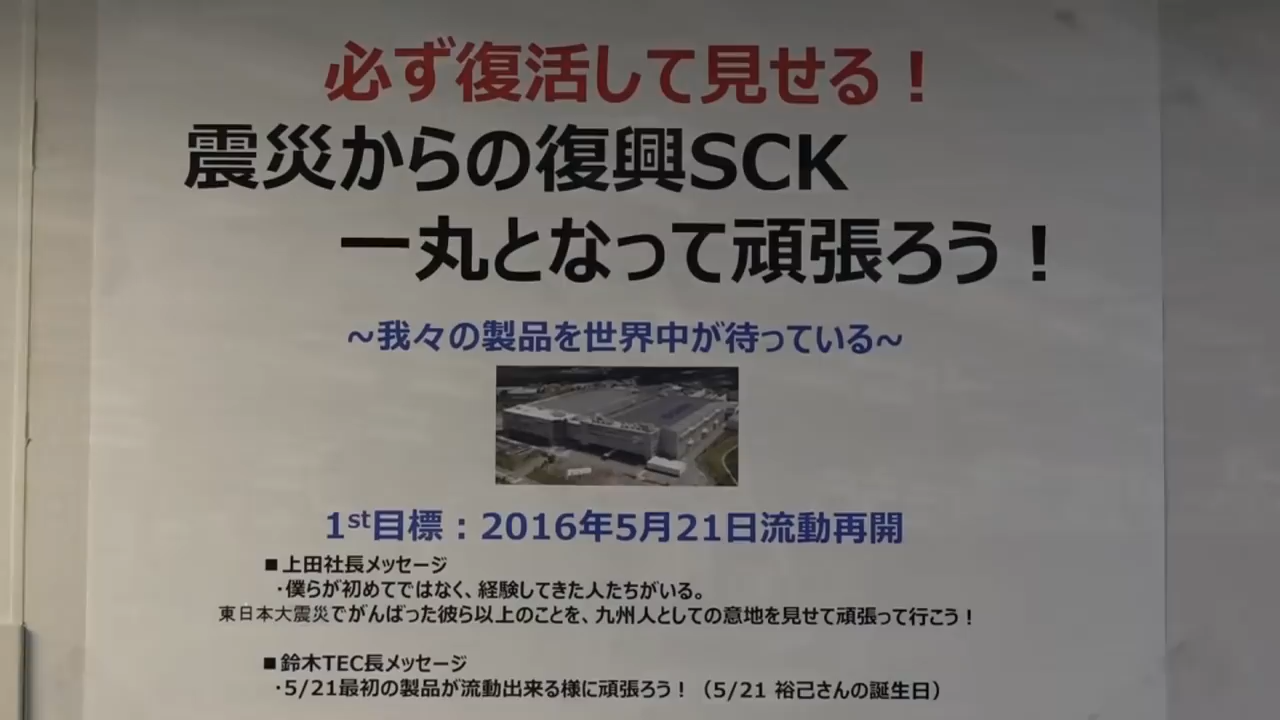 必ず復活して見せる！
震災からの復興SCK
一丸となって頑張ろう！
~我々の製品を世界中が待っている~
1st目標：2016年5月21日流動再開
■上田社長メッセージ
・僕らが初めてではなく、経験してきた人たちがいる。
東日本大震災でがんばった彼ら以上のことを、九州人としての意地を見せて頑張って行こう！
■鈴木TEC長メッセージ
・5/21最初の製品が流動出来る様に頑張ろう！（5/21 裕己さんの誕生日）